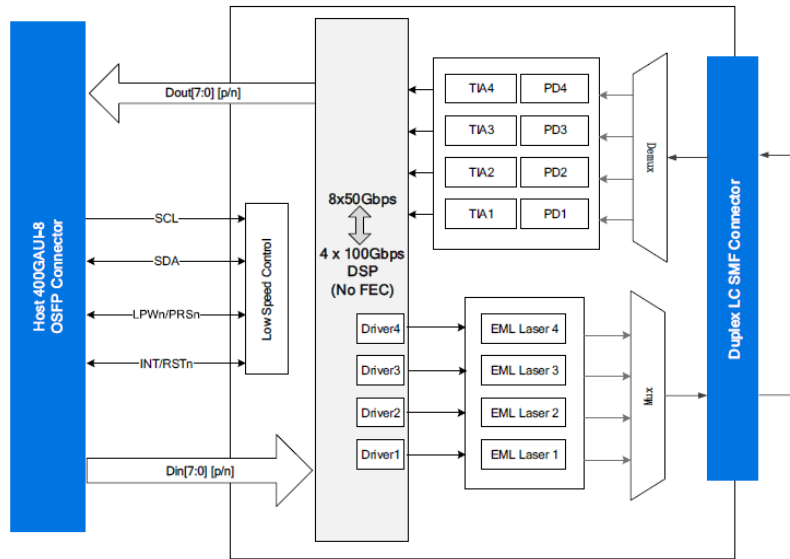 Host 400GAUI-8
OSFP Connector
Dout[7:0] [p/n]
SCL
SDA
LPWn/PRSn
INT/RSTn
Din[7:0] [p/n]
Low Speed Control
8x50Gbps
4 x 100Gbps
DSP
(No FEC)
Driver4
Driver3
Driver2
Driver1
TIA4 PD4
TIA3 PD3
TIA2 PD2
TIA1 PD1
Demux
EML Laser 4
EML Laser 3
EML Laser 2
EML Laser 1
Mux
Duplex LC SMF Connector